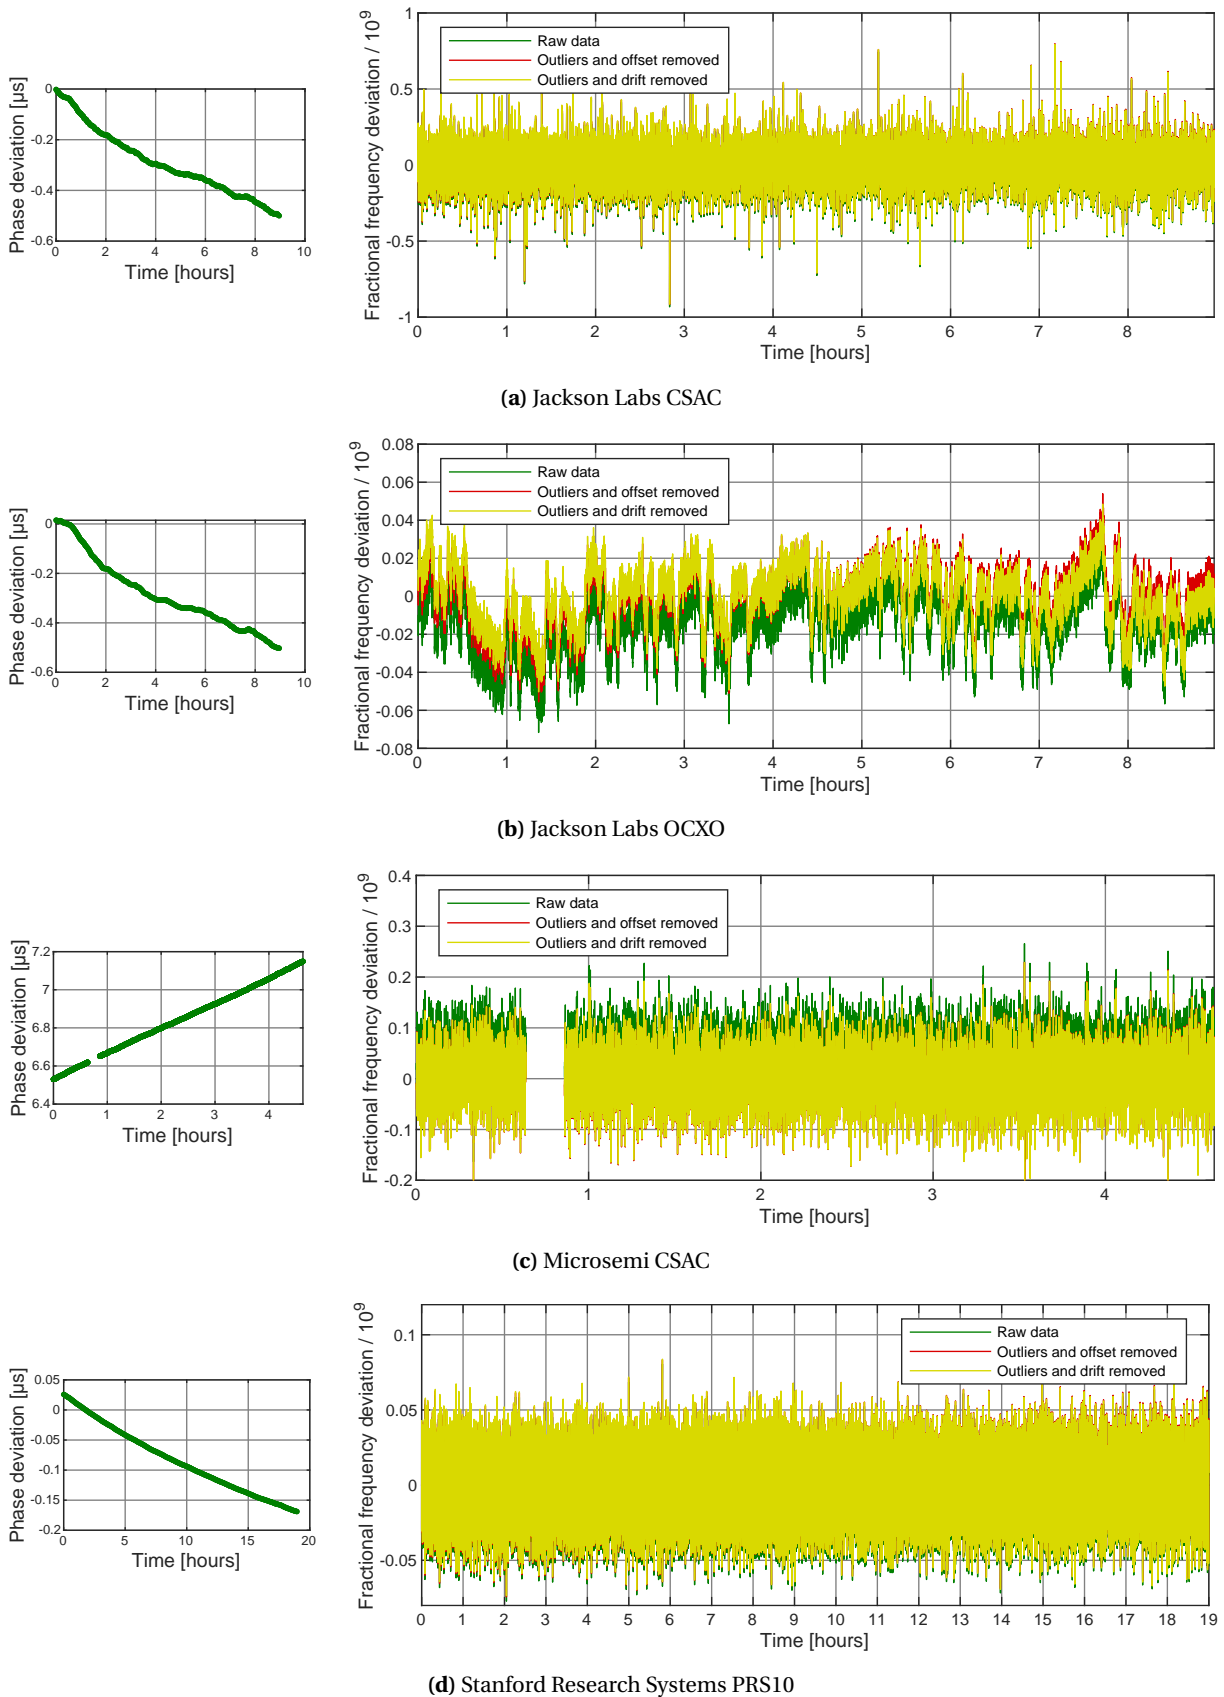 0
-0.2
-0.4
-0.6
Phase deviation [µs]
0 2 4 6 8 10
Time [hours]
1
0.5
0
-0.5
-1
Fractional frequency deviation / 10⁹
Raw data
Outliers and offset removed
Outliers and drift removed
0 1 2 3 4 5 6 7 8
Time [hours]
(a) Jackson Labs CSAC
0
-0.2
-0.4
-0.6
Phase deviation [µs]
0 2 4 6 8 10
Time [hours]
0.08
0.06
0.04
0.02
0
-0.02
-0.04
-0.06
-0.08
Fractional frequency deviation / 10⁹
Raw data
Outliers and offset removed
Outliers and drift removed
0 1 2 3 4 5 6 7 8
Time [hours]
(b) Jackson Labs OCXO
7.2
7
6.8
6.6
6.4
Phase deviation [µs]
0 1 2 3 4
Time [hours]
0.4
0.3
0.2
0.1
0
-0.1
-0.2
Fractional frequency deviation / 10⁹
Raw data
Outliers and offset removed
Outliers and drift removed
0 1 2 3 4
Time [hours]
(c) Microsemi CSAC
0.05
0
-0.05
-0.1
-0.15
-0.2
Phase deviation [µs]
0 5 10 15 20
Time [hours]
0.1
0.05
0
-0.05
Fractional frequency deviation / 10⁹
Raw data
Outliers and offset removed
Outliers and drift removed
0 1 2 3 4 5 6 7 8 9 10 11 12 13 14 15 16 17 18 19
Time [hours]
(d) Stanford Research Systems PRS10